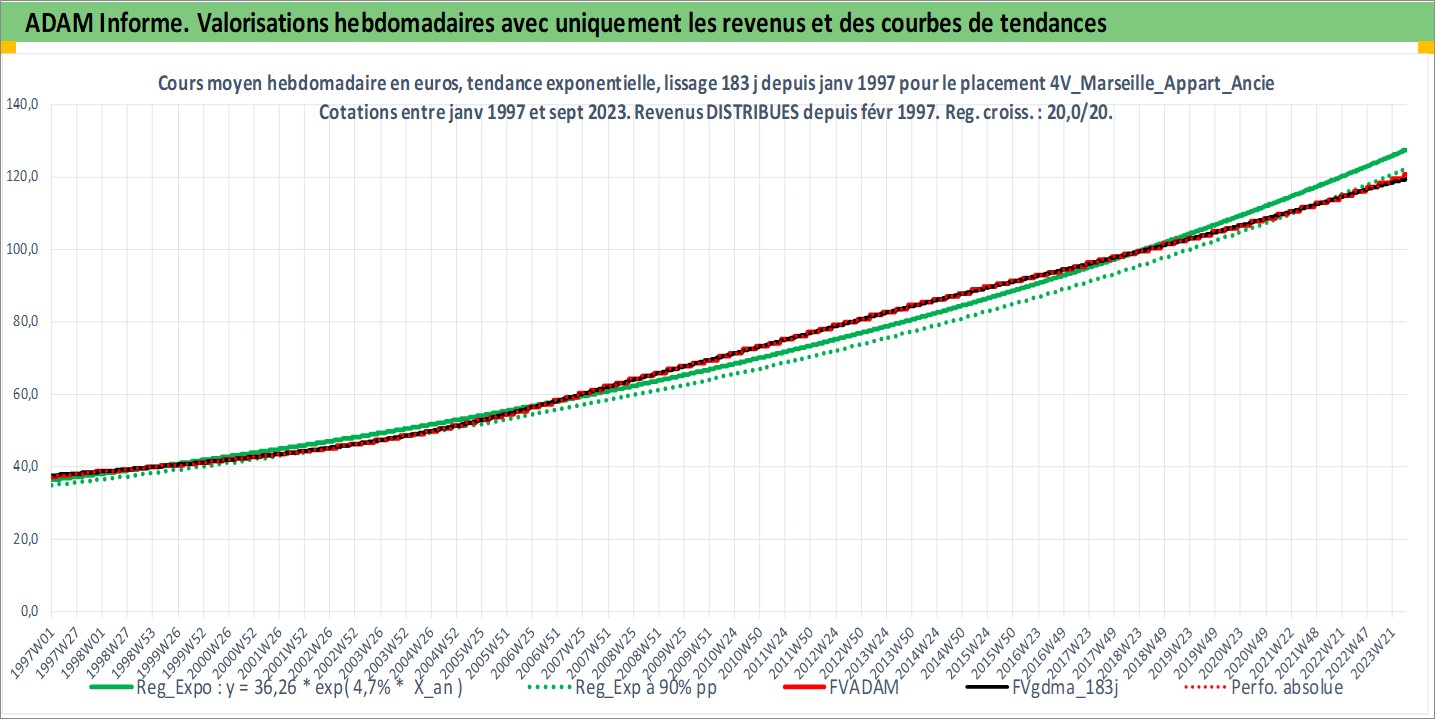 ADAM Informe. Valorisations hebdomadaires avec uniquement les revenus et des courbes de tendances
Cours moyen hebdomadaire en euros, tendance exponentielle, lissage 183 j depuis janv 1997 pour le placement 4V_Marseille_Appart_Ancie
Cotations entre janv 1997 et sept 2023. Revenus DISTRIBUES depuis févr 1997. Reg. croiss. : 20,0/20.
140,0
120,0
100,0
80,0
60,0
40,0
20,0
0,0
1997W01 1997W27 1998W01 1998W27 1998W53 1999W26 1999W52 2000W26 2000W52 2001W26 2001W52 2002W26 2002W52 2003W26 2003W52 2004W26 2004W52 2005W25 2005W51 2006W25 2006W51 2007W25 2007W51 2008W25 2008W51 2009W25 2009W51 2010W24 2010W50 2011W24 2011W50 2012W24 2012W50 2013W24 2013W50 2014W24 2014W50 2015W24 2015W50 2016W23 2016W49 2017W23 2017W49 2018W23 2018W49 2019W23 2019W49 2020W23 2020W49 2021W22 2021W48 2022W21 2022W47 2023W21
Reg_Expo : y = 36,26 * exp( 4,7% * X_an ) Reg_Exp à 90% pp FVADAM FVgdma_183j Perfo. absolue